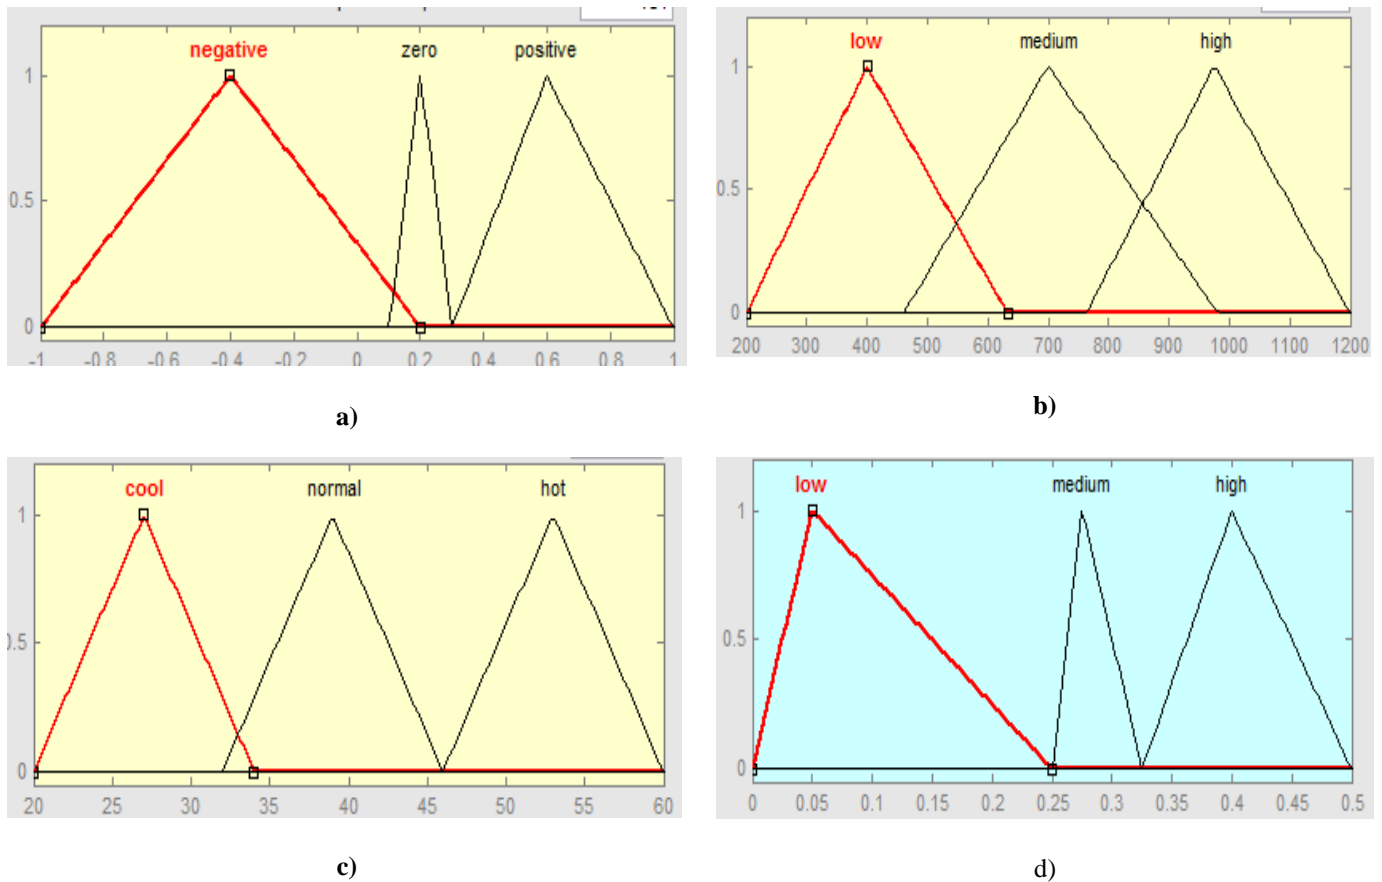 negative zero positive
1
0.5
0
-1 -0.8 -0.6 -0.4 -0.2 0 0.2 0.4 0.6 0.8 1
a)
low medium high
1
0.5
0
200 300 400 500 600 700 800 900 1000 1100 1200
b)
cool normal hot
1
0.5
0
20 25 30 35 40 45 50 55 60
c)
low medium high
1
0.5
0
0 0.05 0.1 0.15 0.2 0.25 0.3 0.35 0.4 0.45 0.5
d)